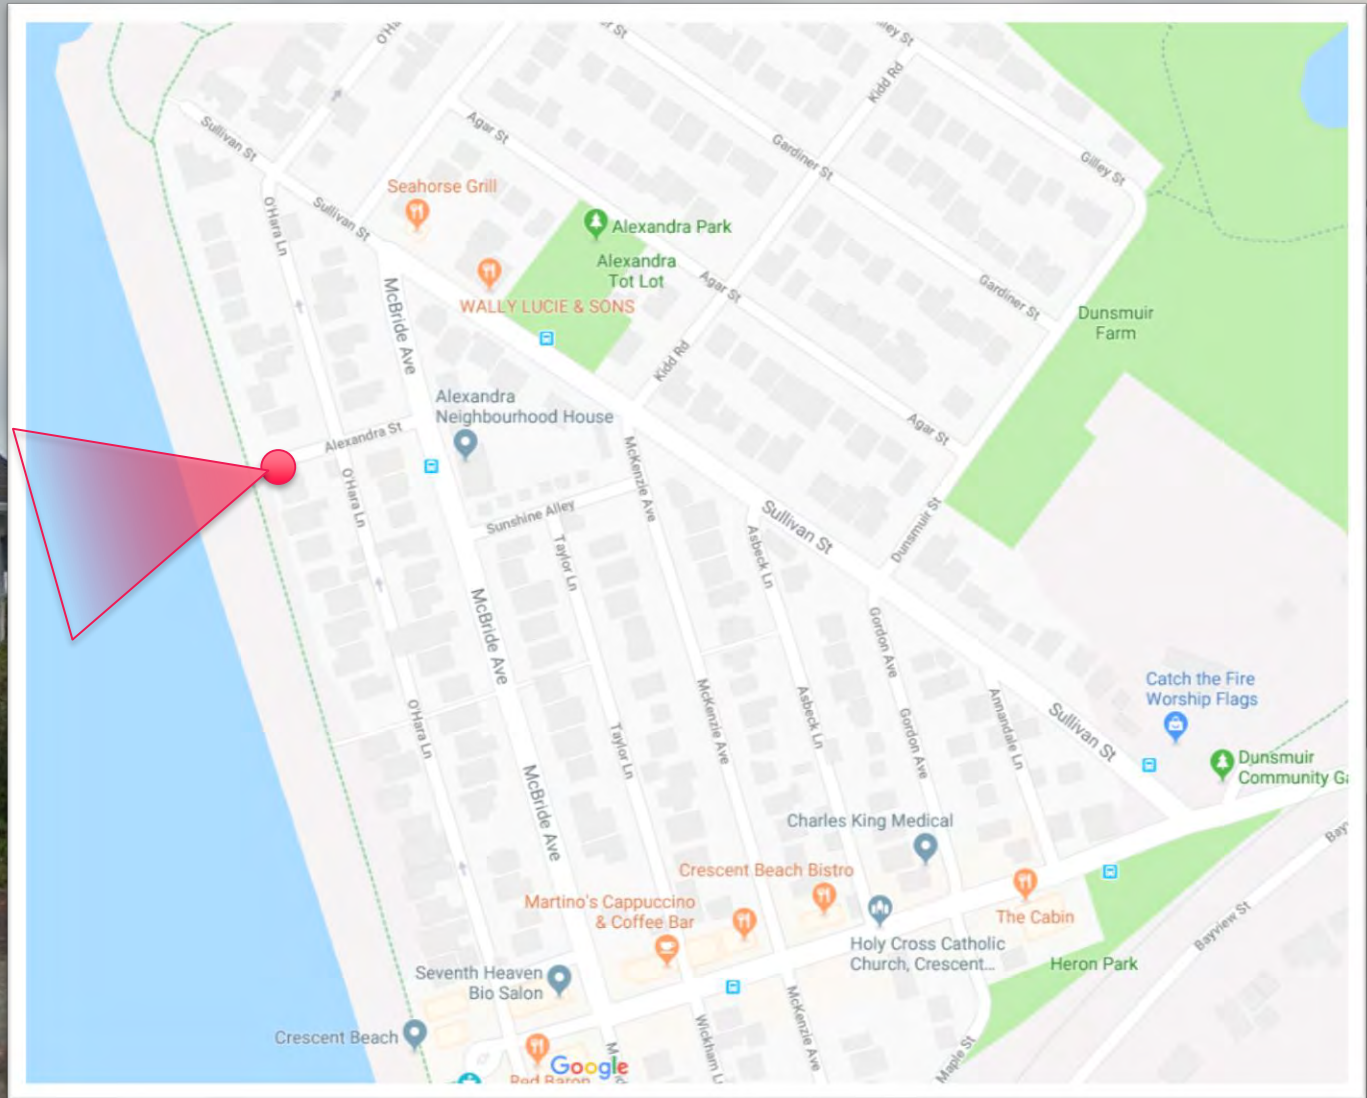 Sullivan St
Agar St
Gardiner St
Kidd Rd
Gilley St
Seahorse Grill
O'Hara Ln
Sullivan St
Alexandra Park
Alexandra
Tot Lot
WALLY LUCIE & SONS
McBride Ave
Agar St
Gardiner St
Dunsmuir
Farm
Kidd Rd
Alexandra
Neighbourhood House
Alexandra St
Agar St
O'Hara Ln
McKenzie Ave
Sunshine Alley
Sullivan St
Dunsmuir St
Taylor Ln
Asbeck Ln
McBride Ave
Gordon Ave
Catch the Fire
Worship Flags
O'Hara Ln
McKenzie Ave
Asbeck Ln
Gordon Ave
Annandale Ln
Sullivan St
Taylor Ln
Dunsmuir
Community Ga
McBride Ave
Charles King Medical
Crescent Beach Bistro
Martino's Cappuccino
& Coffee Bar
The Cabin
Holy Cross Catholic
Church, Crescent...
Bayview St
Heron Park
Seventh Heaven
Bio Salon
McKenzie Ave
Crescent Beach
Wickham L
Maple St
Google
Red Baron